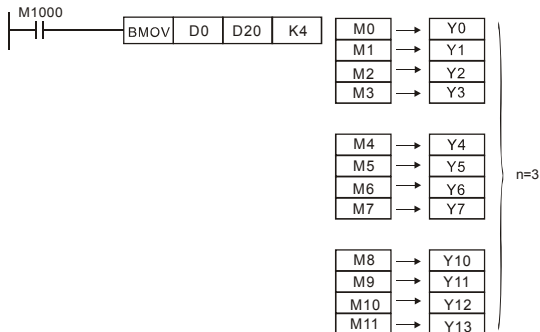 M1000
BMOV D0 D20 K4
M0 Y0
M1 Y1
M2 Y2
M3 Y3
M4 Y4
M5 Y5
M6 Y6
M7 Y7
n=3
M8 Y10
M9 Y11
M10 Y12
M11 Y13